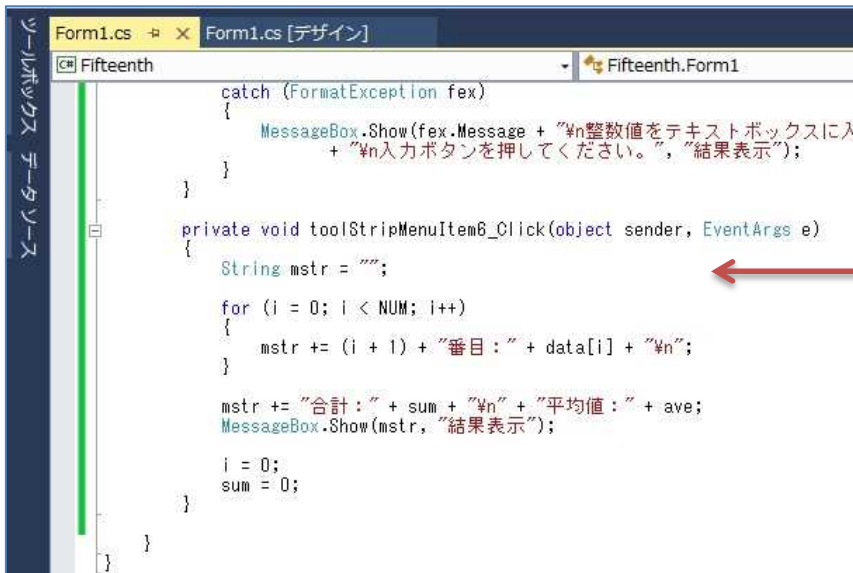 ツールボックス データソース
Form1.cs Form1.cs [デザイン]
C# Fifteenth Fifteenth.Form1
catch (FormatException fex)
{
MessageBox.Show(fex.Message + "¥n整数値をテキストボックスに入
+ "¥n入力ボタンを押してください。", "結果表示");
}
}
private void toolStripMenuItem6_Click(object sender, EventArgs e)
{
String mstr = "";
for (i = 0; i < NUM; i++)
{
mstr += (i + 1) + "番目：" + data[i] + "¥n";
}
mstr += "合計：" + sum + "¥n" + "平均値：" + ave;
MessageBox.Show(mstr, "結果表示");
i = 0;
sum = 0;
}
}
}